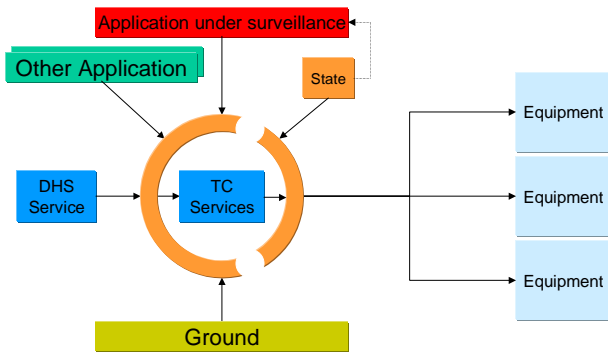 Application under surveillance
Other Application
State
Equipment
DHS
Service
TC
Services
Equipment
Equipment
Ground